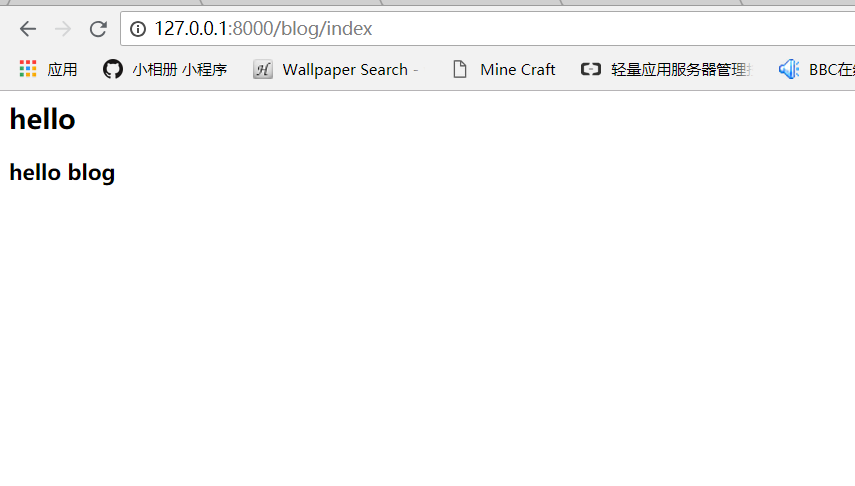 127.0.0.1:8000/blog/index
应用 小相册 小程序 Wallpaper Search - Mine Craft 轻量应用服务器管理 BBC在
hello
hello blog